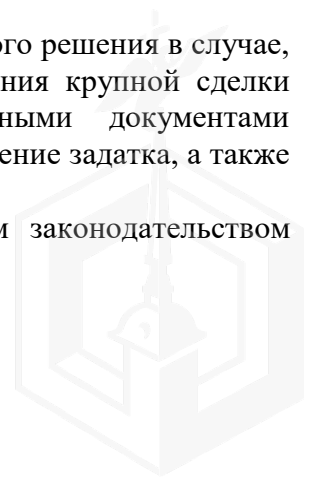 ого решения в случае,
ния крупной сделки
ными документами
ение задатка, а также
м законодательством